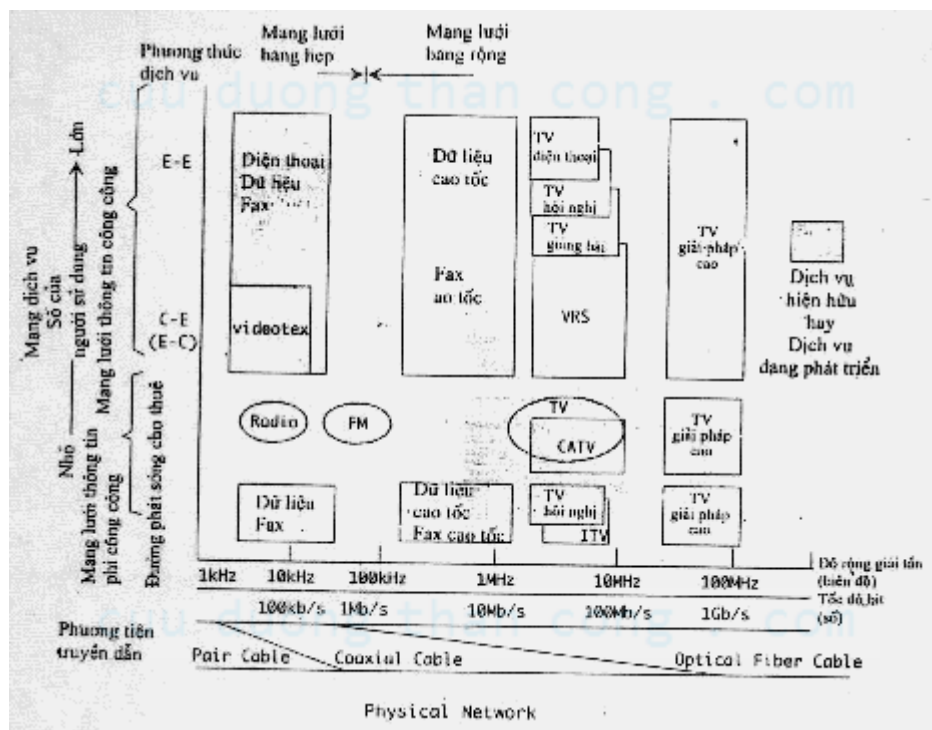 Mạng lưới
băng hẹp
Mạng lưới
băng rộng
Phương thức
dịch vụ
cuu duong than cong . com
Mạng dịch vụ
Số của
người sử dụng
Nhỏ
Lớn
Mạng lưới thông tin công cộng
Mạng lưới thông tin
phi công cộng
Đường phát sóng cho thuê
E-E
C-E
(E-C)
Điện thoại
Dữ liệu
Fax
videotex
Dữ liệu
cao tốc
Fax
ao tốc
TV
điện thoại
TV
hội nghị
TV
giảng bài
VRS
TV
giải pháp
cao
Dịch vụ
hiện hữu
hay
Dịch vụ
đang phát triển
Radio
FM
TV
CATV
TV
giải pháp
cao
Dữ liệu
Fax
Dữ liệu
cao tốc
Fax cao tốc
TV
hội nghị
ITV
TV
giải pháp
cao
1kHz 10kHz 100kHz 1MHz 10MHz 100MHz
Độ rộng giải tần
(biên độ)
100kb/s 1Mb/s 10Mb/s 100Mb/s 1Gb/s
Tốc độ bit
(số)
cuu duong than cong . com
Phương tiện
truyền dẫn
Pair Cable Coaxial Cable Optical Fiber Cable
Physical Network